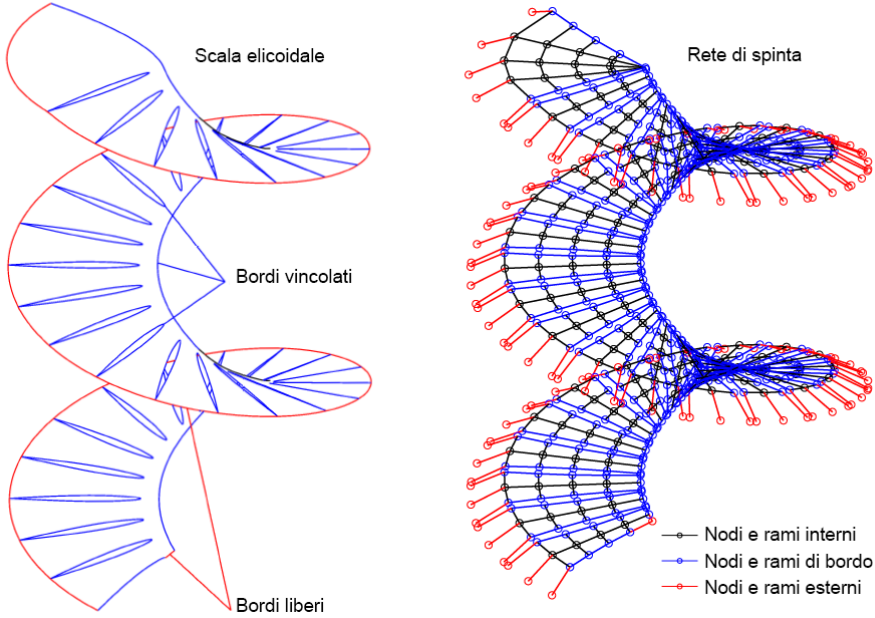 Scala elicoidale
Rete di spinta
Bordi vincolati
Bordi liberi
Nodi e rami interni
Nodi e rami di bordo
Nodi e rami esterni